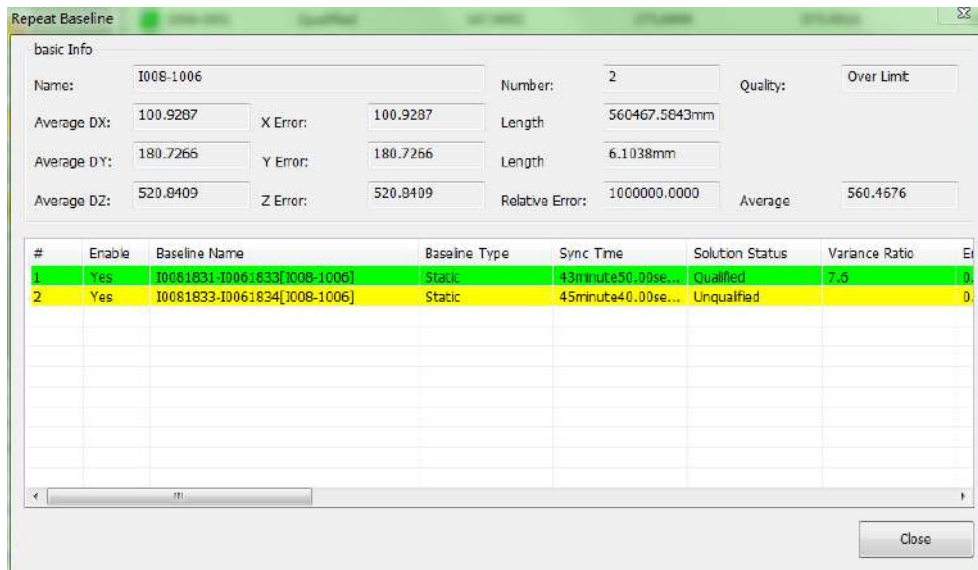 Repeat Baseline
basic Info
Name: I008-1006 Number: 2 Quality: Over Limit
Average DX: 100.9287 X Error: 100.9287 Length 560467.5843mm
Average DY: 180.7266 Y Error: 180.7266 Length 6.1038mm
Average DZ: 520.8409 Z Error: 520.8409 Relative Error: 1000000.0000 Average 560.4676
# Enable Baseline Name Baseline Type Sync Time Solution Status Variance Ratio
1 Yes I0081831-I0061833[I008-1006] Static 43minute50.00se... Qualified 7.6 0.
2 Yes I0081833-I0061834[I008-1006] Static 45minute40.00se... Unqualified 0.
Close